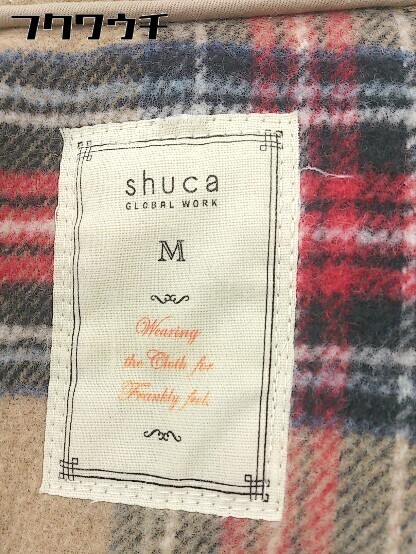 フクワウチ
shuca
GLOBAL WORK
M
Wearing
the Cloth for
Frankly feel.